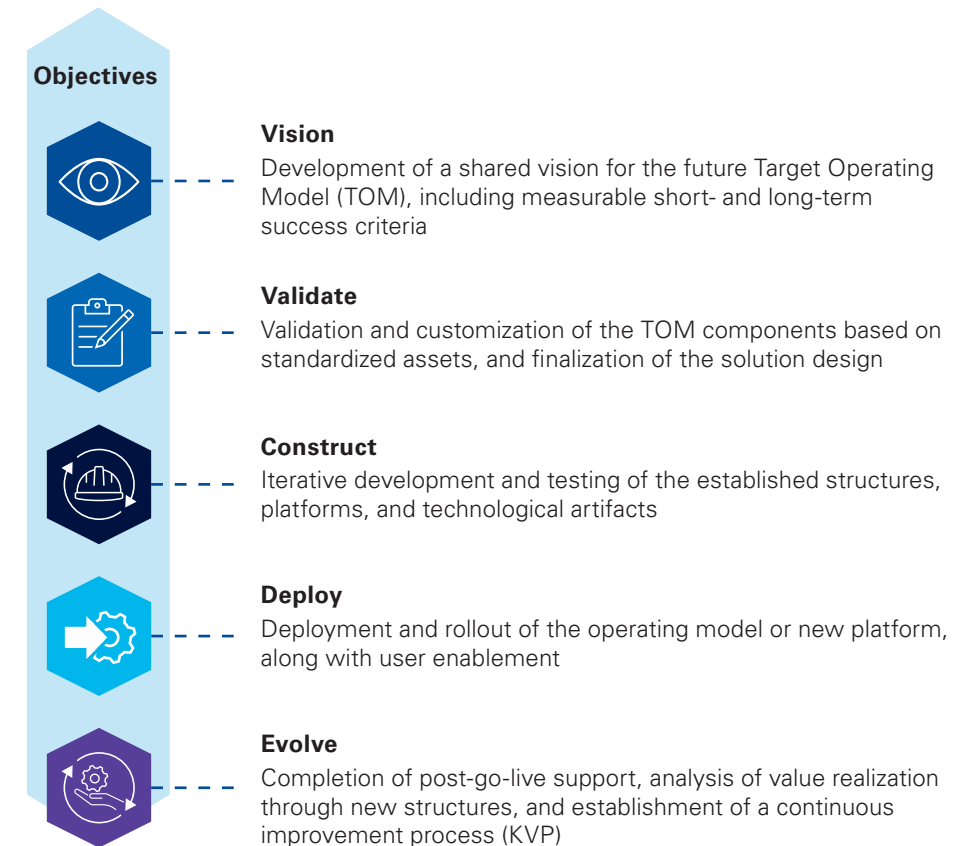 Objectives
Vision
Development of a shared vision for the future Target Operating
Model (TOM), including measurable short- and long-term
success criteria
Validate
Validation and customization of the TOM components based on
standardized assets, and finalization of the solution design
Construct
Iterative development and testing of the established structures,
platforms, and technological artifacts
Deploy
Deployment and rollout of the operating model or new platform,
along with user enablement
Evolve
Completion of post-go-live support, analysis of value realization
through new structures, and establishment of a continuous
improvement process (KVP)